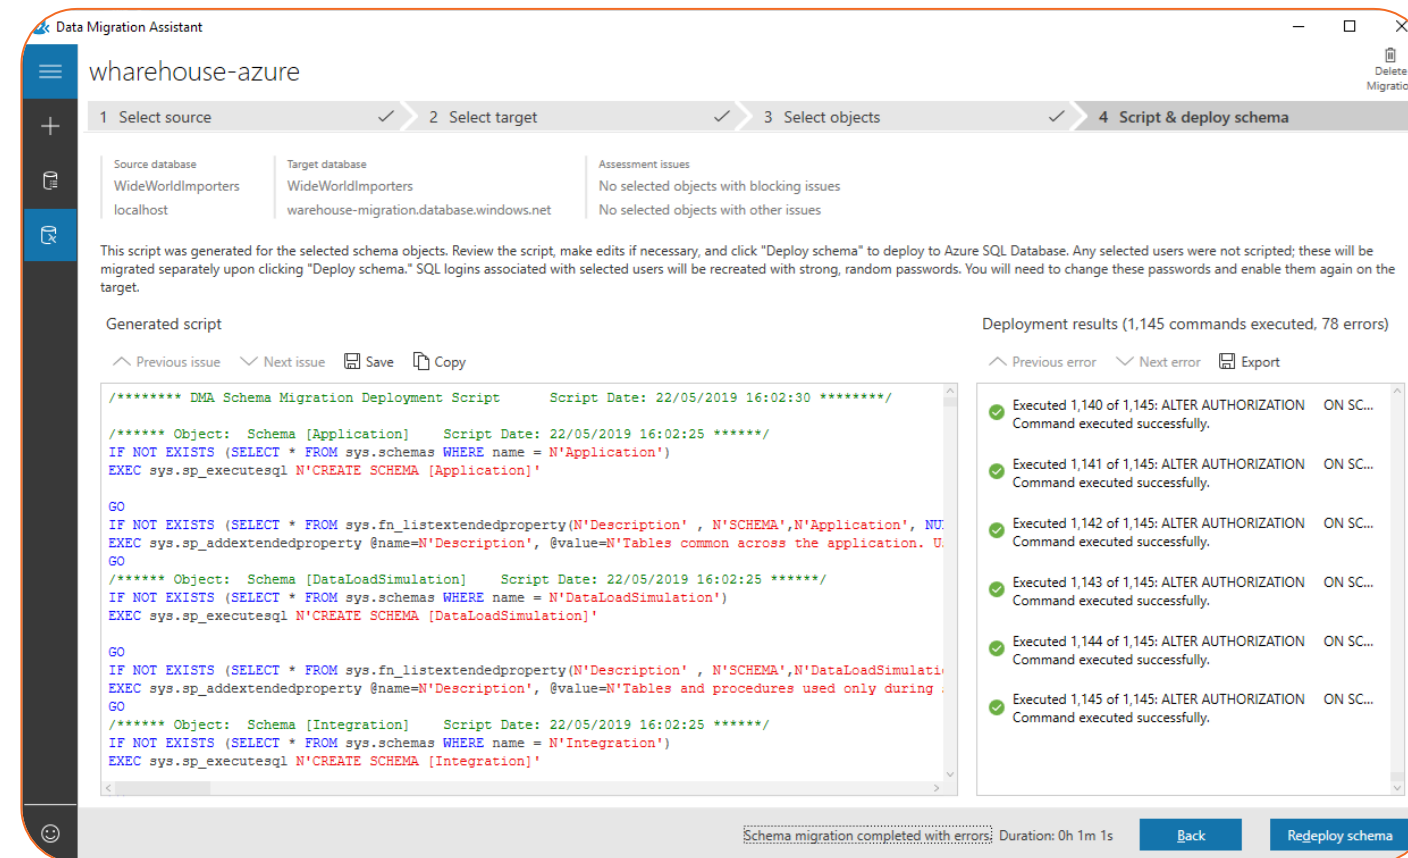 Data Migration Assistant
wharehouse-azure
Delete
Migratio
1 Select source
2 Select target
3 Select objects
4 Script & deploy schema
Source database
WideWorldImporters
localhost
Target database
WideWorldImporters
warehouse-migration.database.windows.net
Assessment issues
No selected objects with blocking issues
No selected objects with other issues
This script was generated for the selected schema objects. Review the script, make edits if necessary, and click "Deploy schema" to deploy to Azure SQL Database. Any selected users were not scripted; these will be
migrated separately upon clicking "Deploy schema." SQL logins associated with selected users will be recreated with strong, random passwords. You will need to change these passwords and enable them again on the
target.
Generated script
Previous issue Next issue Save Copy
/******** DMA Schema Migration Deployment Script      Script Date: 22/05/2019 16:02:30 ********/
/****** Object:  Schema [Application]    Script Date: 22/05/2019 16:02:25 ******/
IF NOT EXISTS (SELECT * FROM sys.schemas WHERE name = N'Application')
EXEC sys.sp_executesql N'CREATE SCHEMA [Application]'
GO
IF NOT EXISTS (SELECT * FROM sys.fn_listextendedproperty(N'Description' , N'SCHEMA',N'Application', NU
EXEC sys.sp_addextendedproperty @name=N'Description', @value=N'Tables common across the application. U
GO
/****** Object:  Schema [DataLoadSimulation]    Script Date: 22/05/2019 16:02:25 ******/
IF NOT EXISTS (SELECT * FROM sys.schemas WHERE name = N'DataLoadSimulation')
EXEC sys.sp_executesql N'CREATE SCHEMA [DataLoadSimulation]'
GO
IF NOT EXISTS (SELECT * FROM sys.fn_listextendedproperty(N'Description' , N'SCHEMA',N'DataLoadSimulati
EXEC sys.sp_addextendedproperty @name=N'Description', @value=N'Tables and procedures used only during
GO
/****** Object:  Schema [Integration]    Script Date: 22/05/2019 16:02:25 ******/
IF NOT EXISTS (SELECT * FROM sys.schemas WHERE name = N'Integration')
EXEC sys.sp_executesql N'CREATE SCHEMA [Integration]'
Deployment results (1,145 commands executed, 78 errors)
Previous error Next error Export
Executed 1,140 of 1,145: ALTER AUTHORIZATION ON SC...
Command executed successfully.
Executed 1,141 of 1,145: ALTER AUTHORIZATION ON SC...
Command executed successfully.
Executed 1,142 of 1,145: ALTER AUTHORIZATION ON SC...
Command executed successfully.
Executed 1,143 of 1,145: ALTER AUTHORIZATION ON SC...
Command executed successfully.
Executed 1,144 of 1,145: ALTER AUTHORIZATION ON SC...
Command executed successfully.
Executed 1,145 of 1,145: ALTER AUTHORIZATION ON SC...
Command executed successfully.
Schema migration completed with errors. Duration: 0h 1m 1s
Back
Redeploy schema